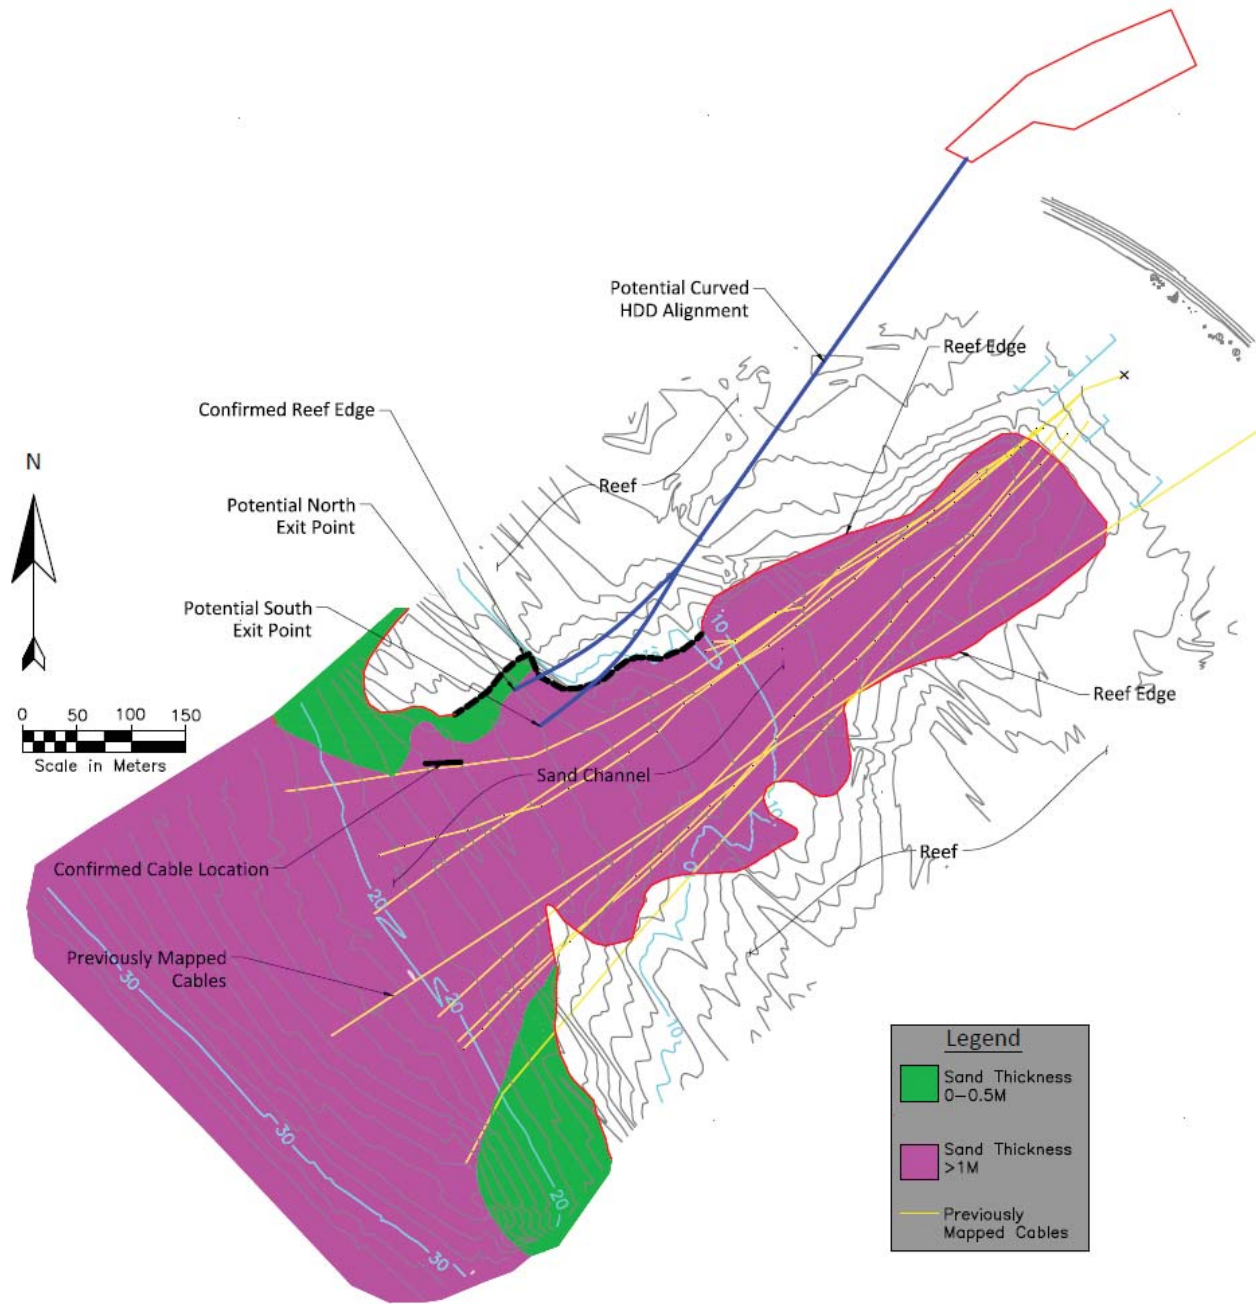 Potential Curved
HDD Alignment
Reef Edge
Confirmed Reef Edge
N
Reef
Potential North
Exit Point
Potential South
Exit Point
10
10
Reef Edge
0 50 100 150
Scale in Meters
Sand Channel
10
Confirmed Cable Location
Reef
20
Previously Mapped
Cables
30
20
10
Legend
Sand Thickness
0-0.5M
30
Sand Thickness
>1M
20
Previously
Mapped Cables
30